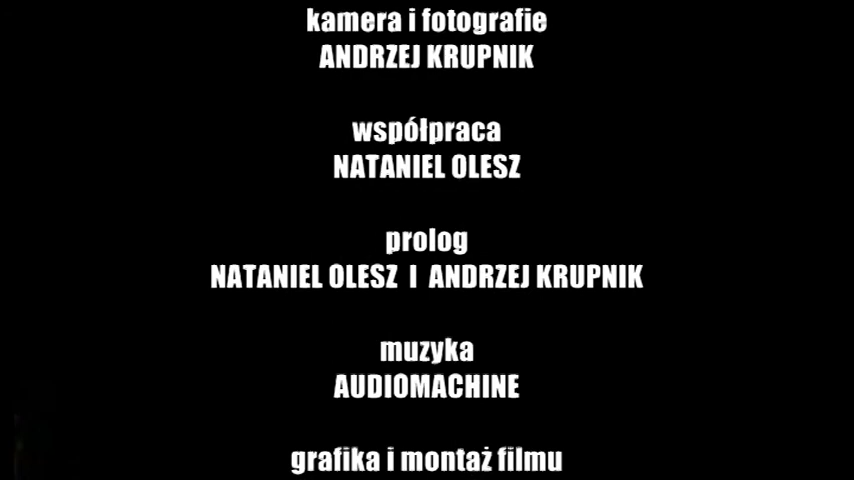 kamera i fotografie
ANDRZEJ KRUPNIK
współpraca
NATANIEL OLESZ
prolog
NATANIEL OLESZ I ANDRZEJ KRUPNIK
muzyka
AUDIOMACHINE
grafika i montaż filmu